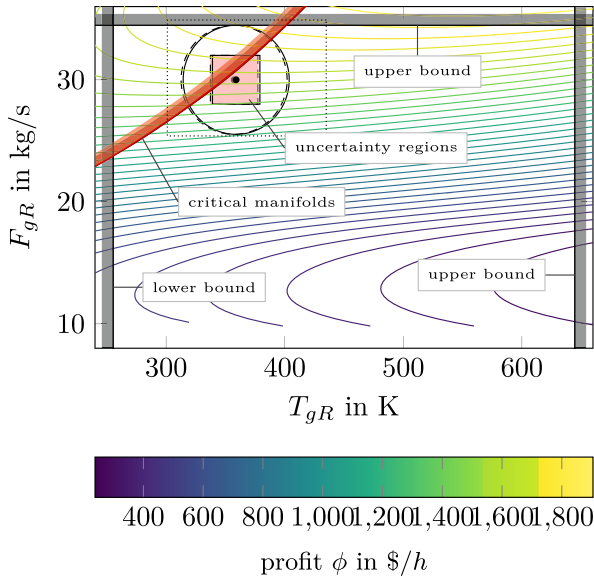 30
20
10
F_gR in kg/s
upper bound
uncertainty regions
critical manifolds
lower bound
upper bound
300 400 500 600
T_gR in K
400 600 800 1,000 1,200 1,400 1,600 1,800
profit ϕ in $/h